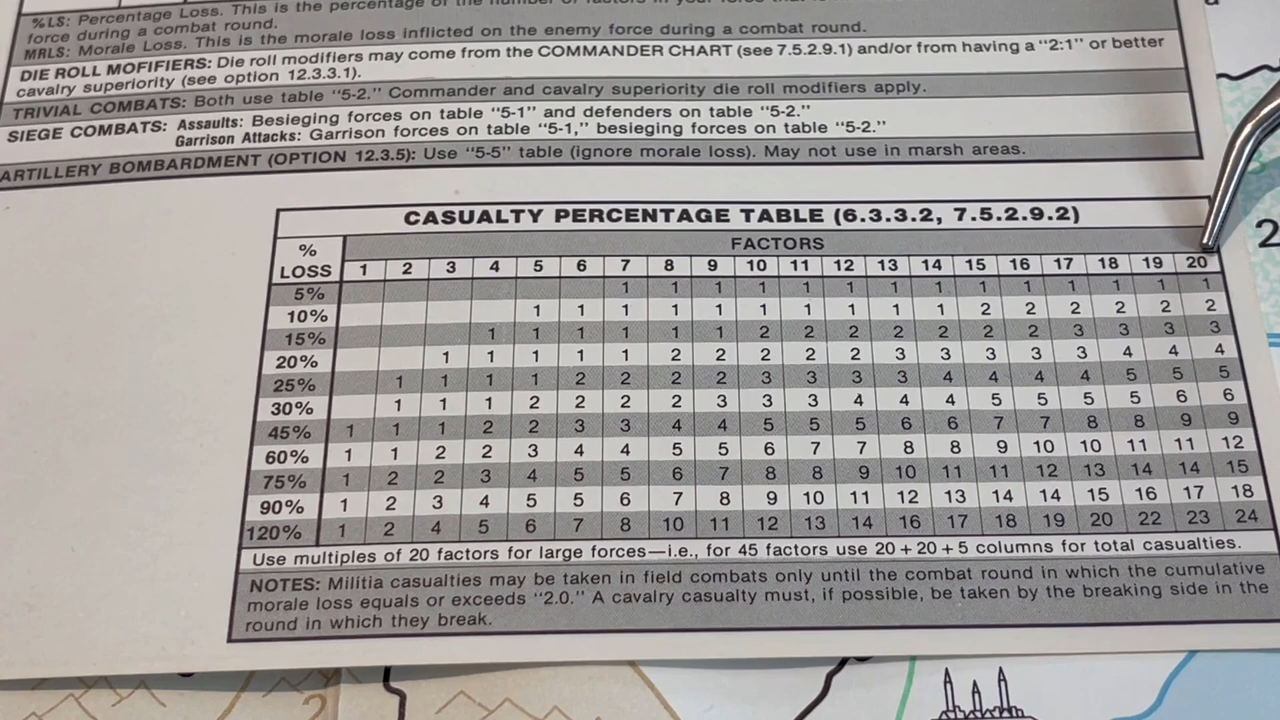 %LS: Percentage Loss. This is the percentage of the number of factors in your force
force during a combat round.
MRLS: Morale Loss. This is the morale loss inflicted on the enemy force during a combat round.
DIE ROLL MOFIFIERS: Die roll modifiers may come from the COMMANDER CHART (see 7.5.2.9.1) and/or from having a "2:1" or better
cavalry superiority (see option 12.3.3.1).
TRIVIAL COMBATS: Both use table "5-2." Commander and cavalry superiority die roll modifiers apply.
SIEGE COMBATS: Assaults: Besieging forces on table "5-1" and defenders on table "5-2."
Garrison Attacks: Garrison forces on table "5-1," besieging forces on table "5-2."
ARTILLERY BOMBARDMENT (OPTION 12.3.5): Use "5-5" table (ignore morale loss). May not use in marsh areas.
CASUALTY PERCENTAGE TABLE (6.3.3.2, 7.5.2.9.2)
% LOSS
FACTORS
1 2 3 4 5 6 7 8 9 10 11 12 13 14 15 16 17 18 19 20
5% 1 1 1 1 1 1 1 1 1 1 1 1 1 1
10% 1 1 1 1 1 1 1 1 1 1 2 2 2 2 2 2
15% 1 1 1 1 1 1 2 2 2 2 2 2 2 3 3 3 3
20% 1 1 1 1 1 2 2 2 2 2 3 3 3 3 3 4 4 4
25% 1 1 1 1 2 2 2 2 3 3 3 3 4 4 4 4 5 5 5
30% 1 1 1 2 2 2 2 3 3 3 4 4 4 5 5 5 5 6 6
45% 1 1 1 2 2 3 3 4 4 5 5 5 6 6 7 7 8 8 9 9
60% 1 1 2 2 3 4 4 5 5 6 7 7 8 8 9 10 10 11 11 12
75% 1 2 2 3 4 5 5 6 7 8 8 9 10 11 11 12 13 14 14 15
90% 1 2 3 4 5 5 6 7 8 9 10 11 12 13 14 14 15 16 17 18
120% 1 2 4 5 6 7 8 10 11 12 13 14 16 17 18 19 20 22 23 24
Use multiples of 20 factors for large forces—i.e., for 45 factors use 20 + 20 + 5 columns for total casualties.
NOTES: Militia casualties may be taken in field combats only until the combat round in which the cumulative
morale loss equals or exceeds "2.0." A cavalry casualty must, if possible, be taken by the breaking side in the
round in which they break.
2
2